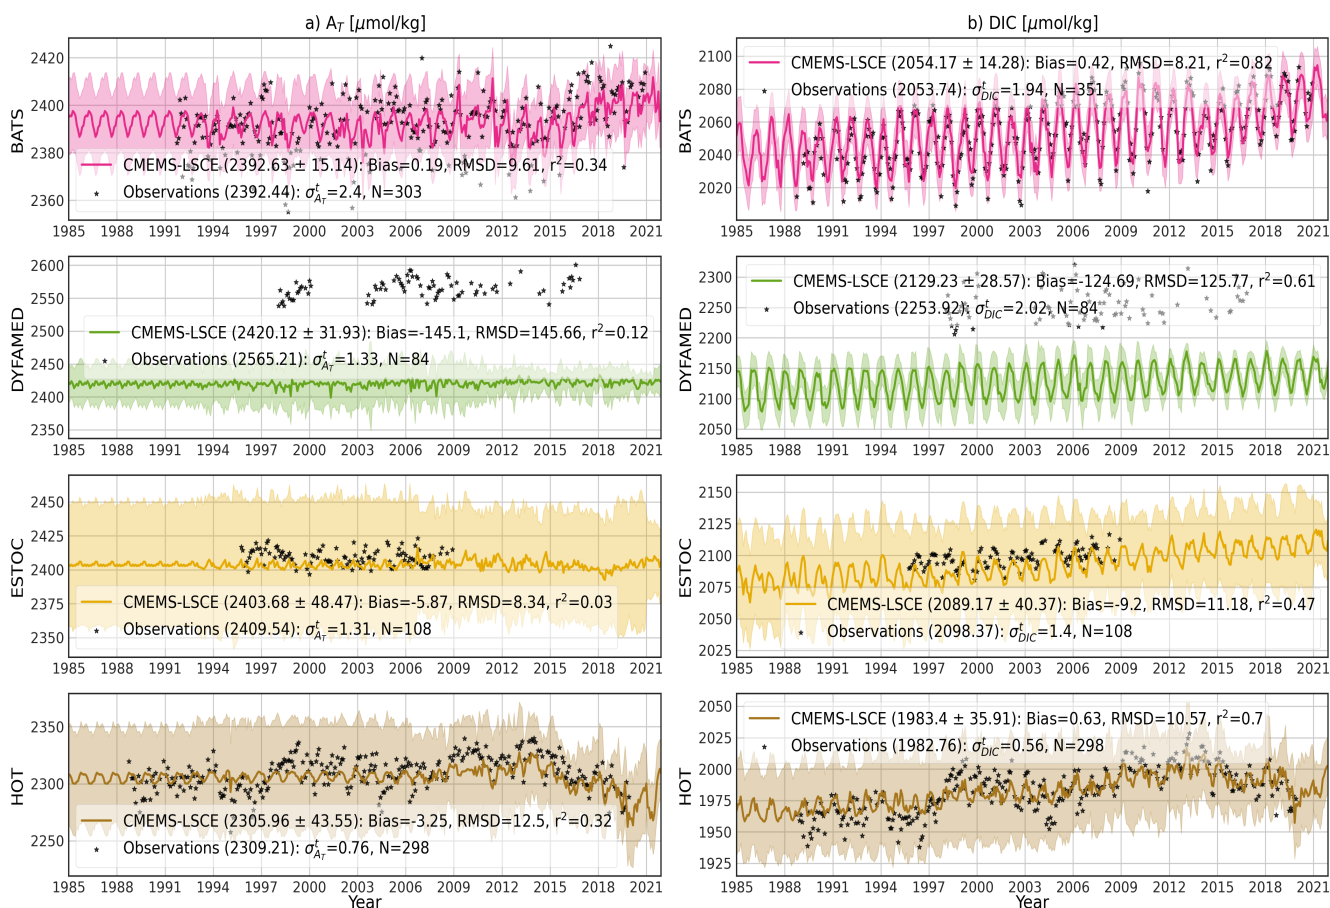 a) A_T [μmol/kg]
b) DIC [μmol/kg]
BATS
2420
2400
2380
2360
CMEMS-LSCE (2392.63 ± 15.14): Bias=0.19, RMSD=9.61, r²=0.34
Observations (2392.44): σ^t_{A_T}=2.4, N=303
1985 1988 1991 1994 1997 2000 2003 2006 2009 2012 2015 2018 2021
BATS
2100
2080
2060
2040
2020
CMEMS-LSCE (2054.17 ± 14.28): Bias=0.42, RMSD=8.21, r²=0.82
Observations (2053.74): σ^t_{DIC}=1.94, N=351
1985 1988 1991 1994 1997 2000 2003 2006 2009 2012 2015 2018 2021
DYFAMED
2600
2550
2500
2450
2400
2350
CMEMS-LSCE (2420.12 ± 31.93): Bias=-145.1, RMSD=145.66, r²=0.12
Observations (2565.21): σ^t_{A_T}=1.33, N=84
1985 1988 1991 1994 1997 2000 2003 2006 2009 2012 2015 2018 2021
DYFAMED
2300
2250
2200
2150
2100
2050
CMEMS-LSCE (2129.23 ± 28.57): Bias=-124.69, RMSD=125.77, r²=0.61
Observations (2253.92): σ^t_{DIC}=2.02, N=84
1985 1988 1991 1994 1997 2000 2003 2006 2009 2012 2015 2018 2021
ESTOC
2450
2425
2400
2375
2350
CMEMS-LSCE (2403.68 ± 48.47): Bias=-5.87, RMSD=8.34, r²=0.03
Observations (2409.54): σ^t_{A_T}=1.31, N=108
1985 1988 1991 1994 1997 2000 2003 2006 2009 2012 2015 2018 2021
ESTOC
2150
2125
2100
2075
2050
2025
CMEMS-LSCE (2089.17 ± 40.37): Bias=-9.2, RMSD=11.18, r²=0.47
Observations (2098.37): σ^t_{DIC}=1.4, N=108
1985 1988 1991 1994 1997 2000 2003 2006 2009 2012 2015 2018 2021
HOT
2350
2300
2250
CMEMS-LSCE (2305.96 ± 43.55): Bias=-3.25, RMSD=12.5, r²=0.32
Observations (2309.21): σ^t_{A_T}=0.76, N=298
1985 1988 1991 1994 1997 2000 2003 2006 2009 2012 2015 2018 2021
Year
HOT
2050
2025
2000
1975
1950
1925
CMEMS-LSCE (1983.4 ± 35.91): Bias=0.63, RMSD=10.57, r²=0.7
Observations (1982.76): σ^t_{DIC}=0.56, N=298
1985 1988 1991 1994 1997 2000 2003 2006 2009 2012 2015 2018 2021
Year